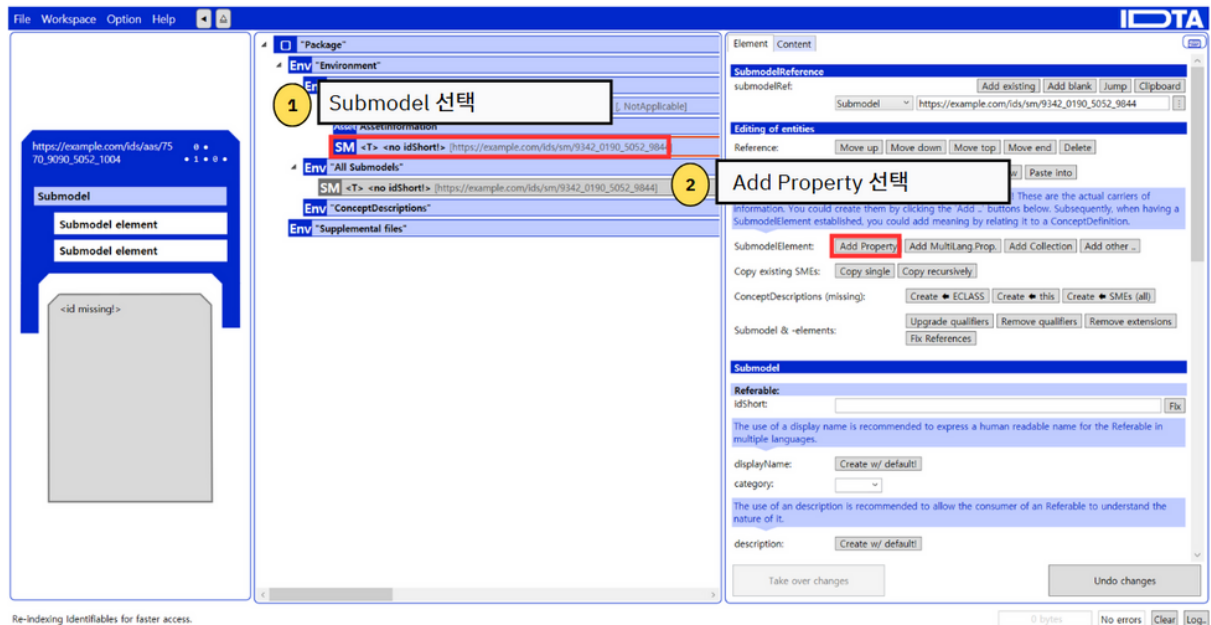 File Workspace Option Help
IDTA
https://example.com/ids/aas/75
70_9090_5052_1004
0 •
• 1 • 0 •
Submodel
Submodel element
Submodel element
<id missing!>
"Package"
Env "Environment"
1
Submodel 선택
[, NotApplicable]
Asset AssetInformation
SM <T> <no idShort!> [https://example.com/ids/sm/9342_0190_5052_9844]
Env "All Submodels"
SM <T> <no idShort!> [https://example.com/ids/sm/9342_0190_5052_9844]
Env "ConceptDescriptions"
Env "Supplemental files"
Element Content
SubmodelReference
submodelRef: Add existing Add blank Jump Clipboard
Submodel https://example.com/ids/sm/9342_0190_5052_9844
Editing of entities
Reference: Move up Move down Move top Move end Delete
Paste into
2
Add Property 선택
These are the actual carriers of
information. You could create them by clicking the 'Add ..' buttons below. Subsequently, when having a
SubmodelElement established, you could add meaning by relating it to a ConceptDefinition.
SubmodelElement: Add Property Add MultiLang.Prop. Add Collection Add other ..
Copy existing SMEs: Copy single Copy recursively
ConceptDescriptions (missing): Create 🠸 ECLASS Create 🠸 this Create 🠸 SMEs (all)
Submodel & -elements: Upgrade qualifiers Remove qualifiers Remove extensions
Fix References
Submodel
Referable:
idShort: Fix
The use of a display name is recommended to express a human readable name for the Referable in
multiple languages.
displayName: Create w/ default!
category:
The use of an description is recommended to allow the consumer of an Referable to understand the
nature of it.
description: Create w/ default!
Take over changes Undo changes
Re-indexing Identifiables for faster access.
0 bytes No errors Clear Log..